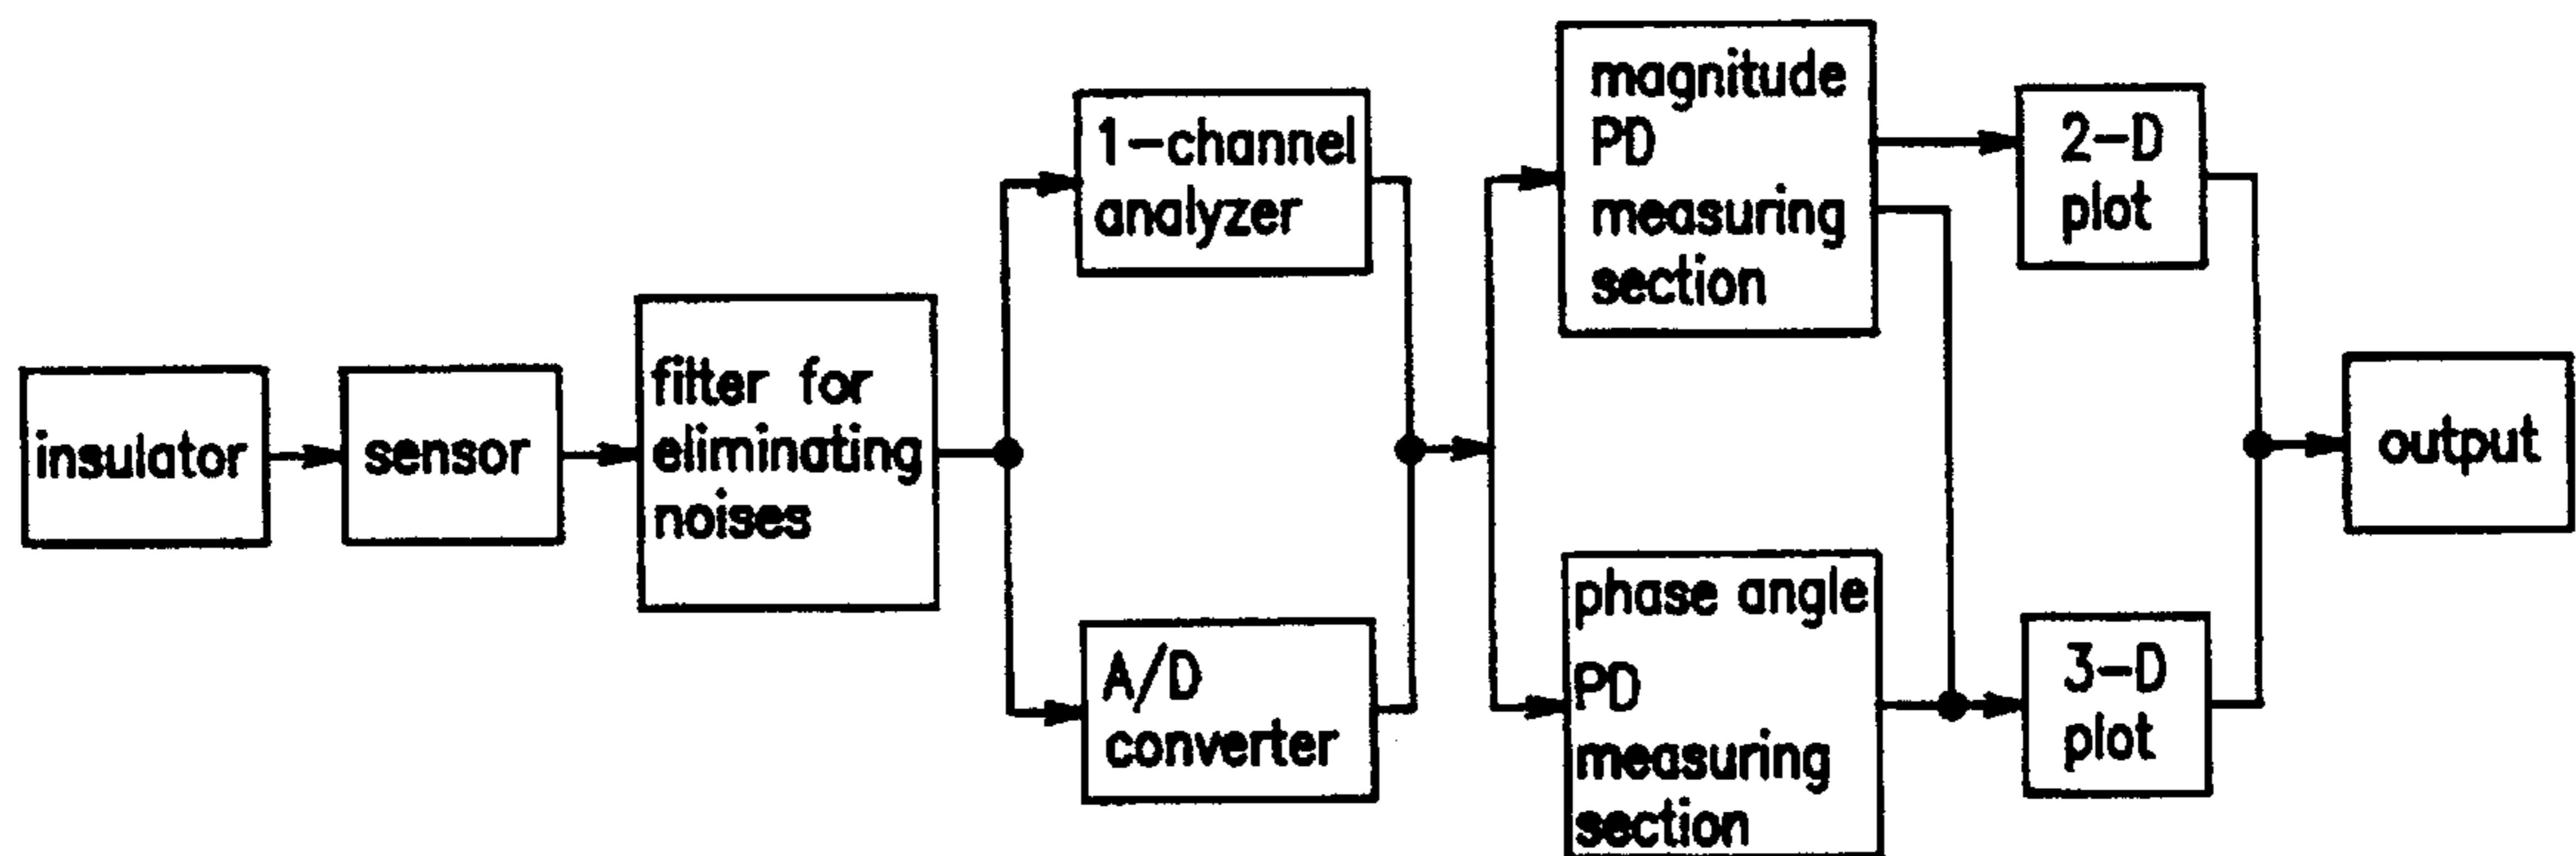 insulator
sensor
filter for
eliminating
noises
1-channel
analyzer
A/D
converter
magnitude
PD
measuring
section
phase angle
PD
measuring
section
2-D
plot
3-D
plot
output